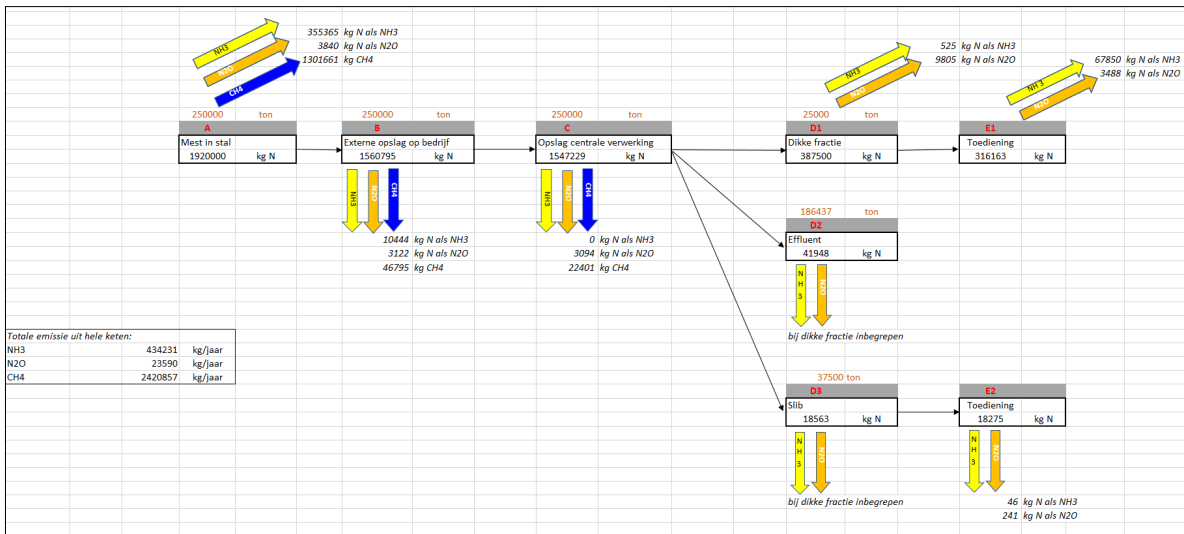 NH3
N2O
CH4
355365 kg N als NH3
3840 kg N als N2O
1301661 kg CH4
NH3
N2O
525 kg N als NH3
9805 kg N als N2O
NH 3
N2O
67850 kg N als NH3
3488 kg N als N2O
250000 ton
250000 ton
250000 ton
25000 ton
A
B
C
D1
E1
Mest in stal
1920000 kg N
Externe opslag op bedrijf
1560795 kg N
Opslag centrale verwerking
1547229 kg N
Dikke fractie
387500 kg N
Toediening
316163 kg N
NH3
N2O
CH4
NH3
N2O
CH4
10444 kg N als NH3
3122 kg N als N2O
46795 kg CH4
0 kg N als NH3
3094 kg N als N2O
22401 kg CH4
186437 ton
D2
Effluent
41948 kg N
NH3
N2O
bij dikke fractie inbegrepen
Totale emissie uit hele keten:
NH3 434231 kg/jaar
N2O 23590 kg/jaar
CH4 2420857 kg/jaar
37500 ton
D3
E2
Slib
18563 kg N
Toediening
18275 kg N
NH3
N2O
NH3
N2O
bij dikke fractie inbegrepen
46 kg N als NH3
241 kg N als N2O